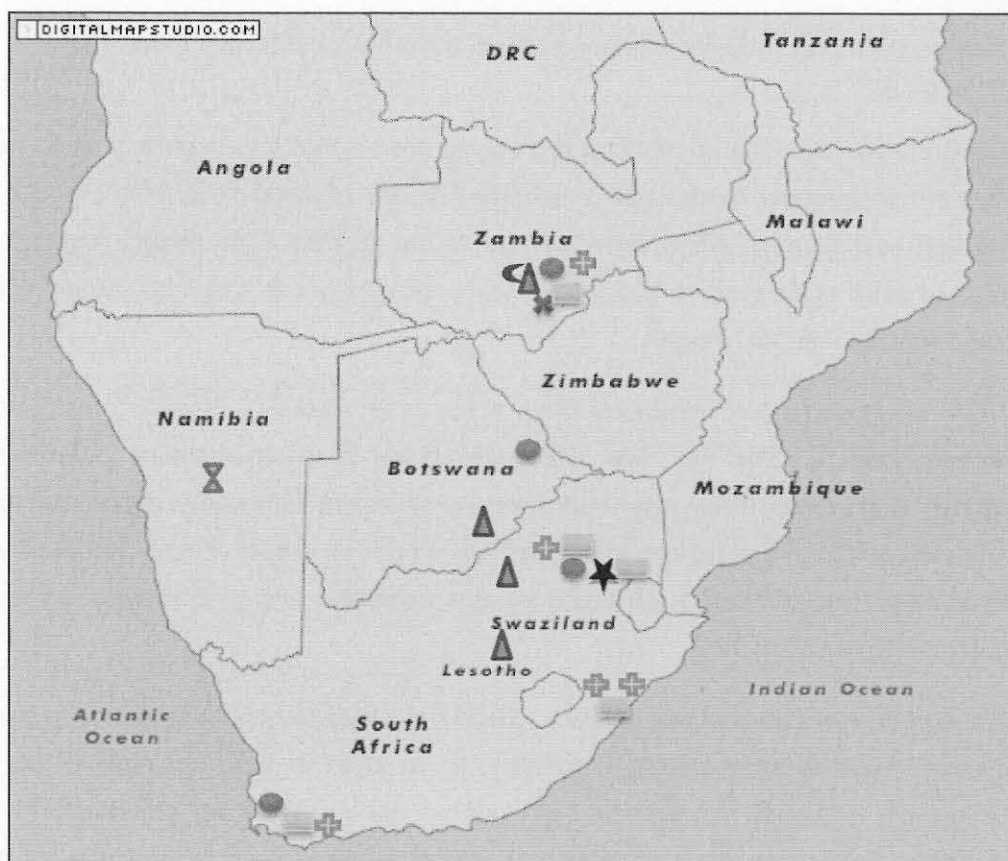 DIGITALMAPSTUDIO.COM
DRC
Tanzania
Angola
Malawi
Zambia
Zimbabwe
Namibia
Botswana
Mozambique
Swaziland
Lesotho
Indian Ocean
Atlantic
Ocean
South
Africa